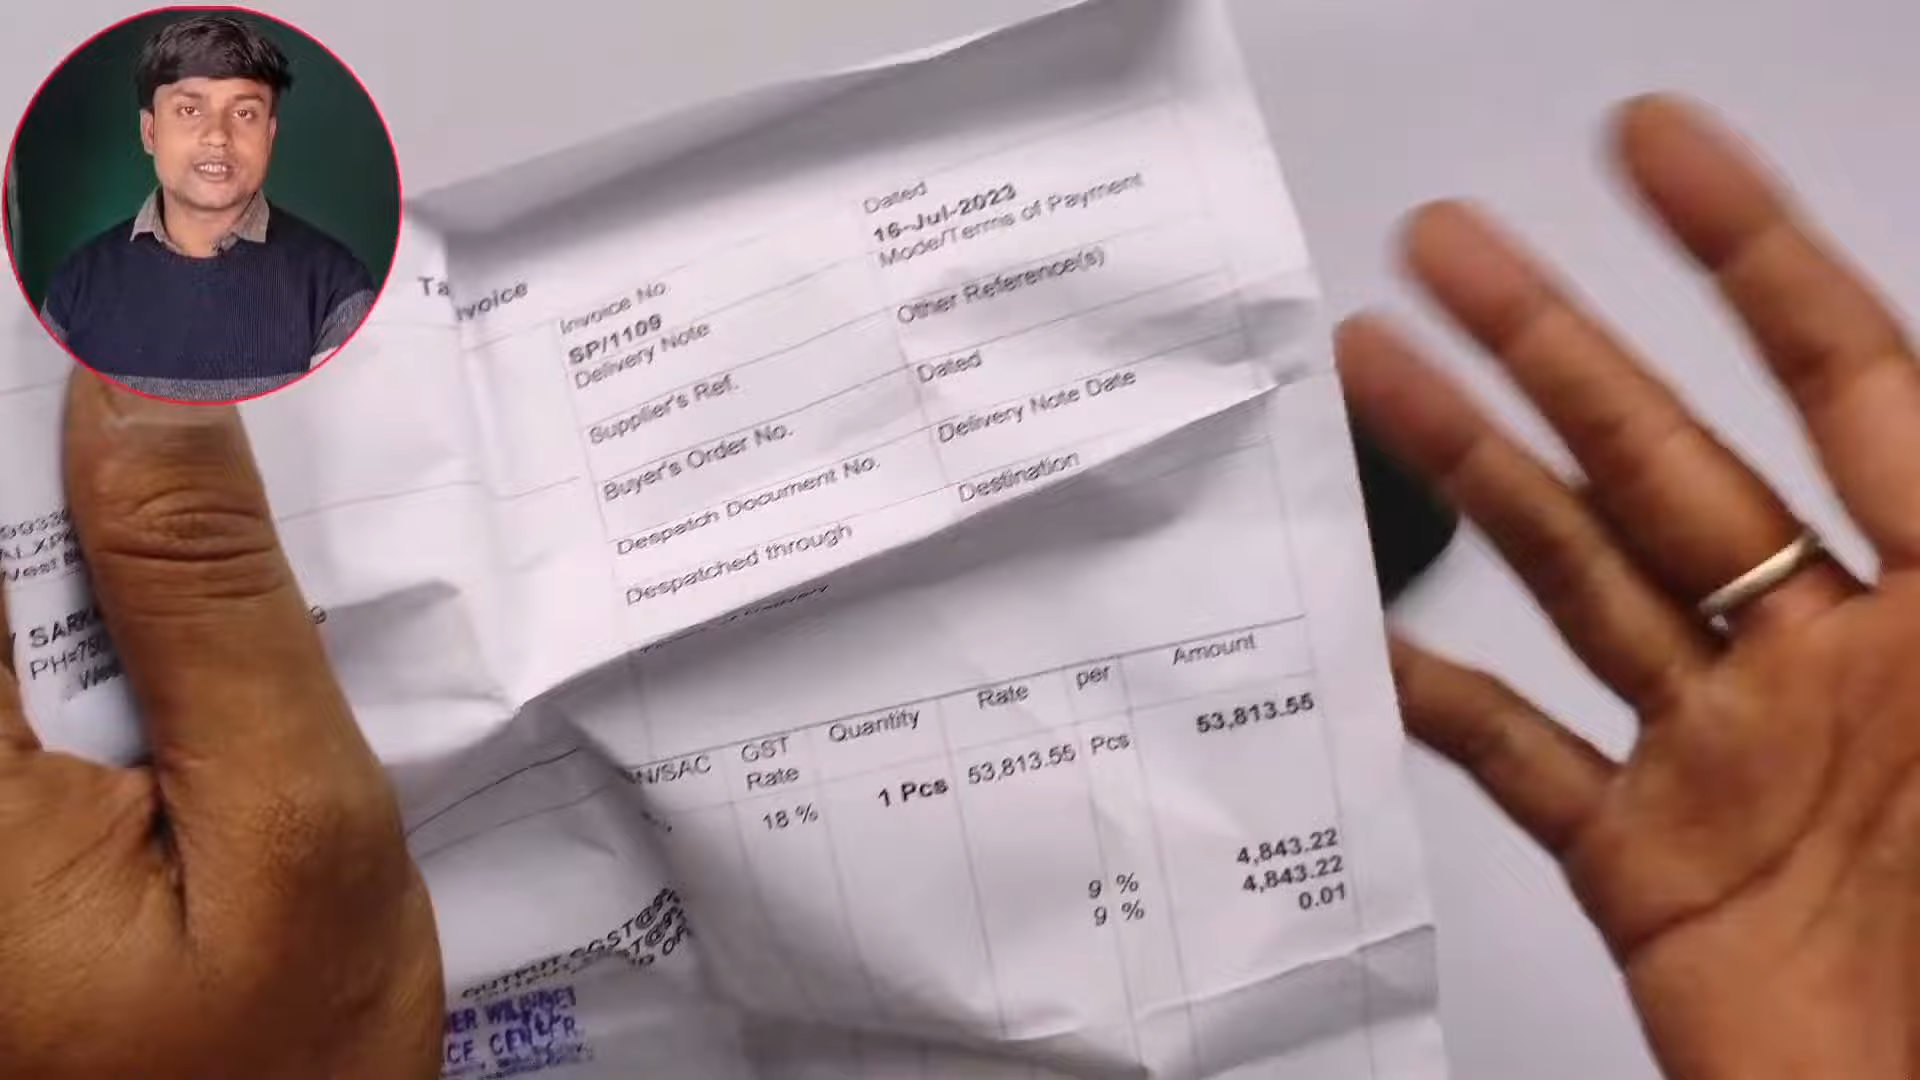 Invoice No.
SP/1109
Dated
16-Jul-2023
Delivery Note
Mode/Terms of Payment
Supplier's Ref.
Other Reference(s)
Buyer's Order No.
Dated
Despatch Document No.
Delivery Note Date
Despatched through
Destination
PH=
GST
Rate
Quantity
Rate
per
Amount
18 %
1 Pcs
53,813.55
Pcs
53,813.55
9 %
4,843.22
9 %
4,843.22
0.01